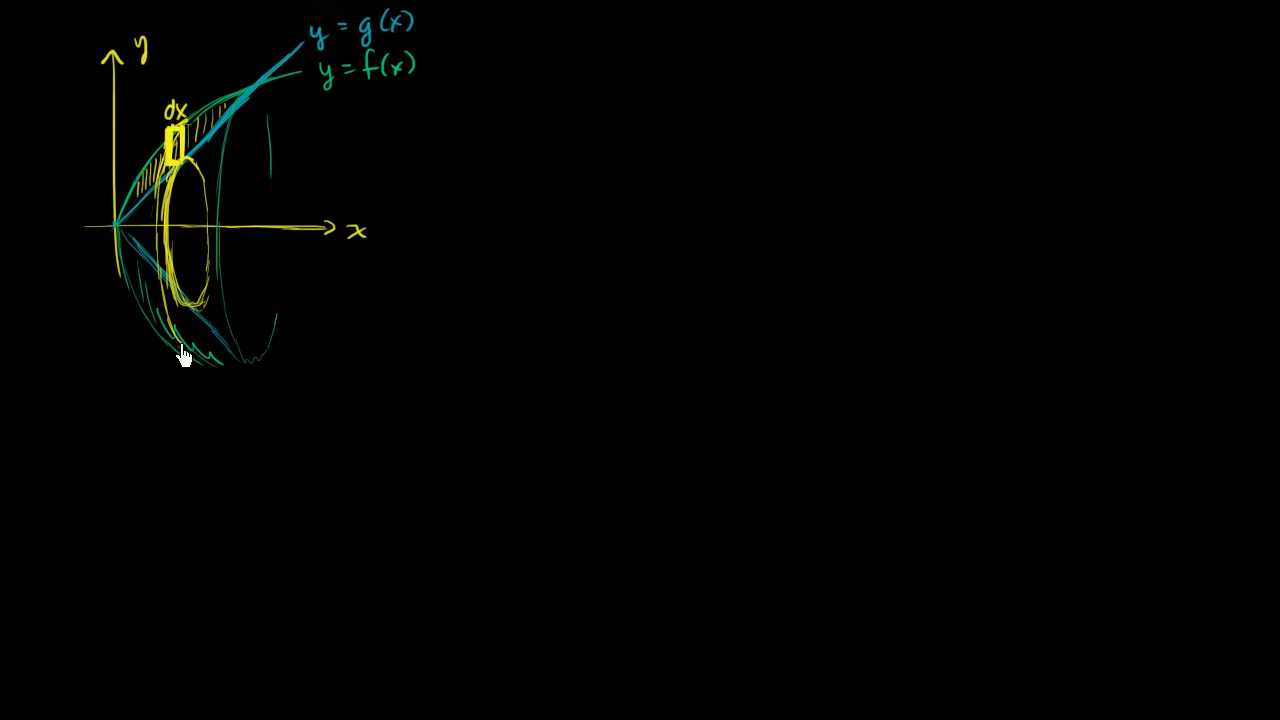 y = g(x)
y = f(x)
y
dx
x